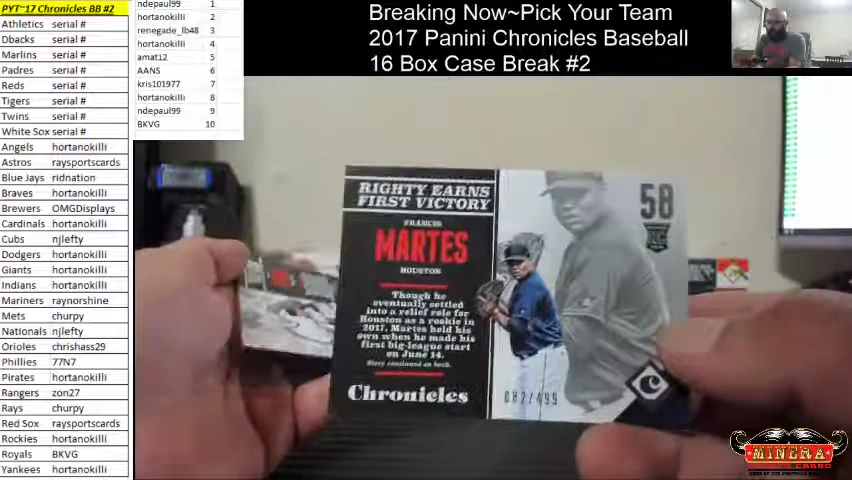 PYT~17 Chronicles BB #2
Athletics serial #
Dbacks serial #
Marlins serial #
Padres serial #
Reds serial #
Tigers serial #
Twins serial #
White Sox serial #
Angels hortanokilli
Astros raysportscards
Blue Jays ridnation
Braves hortanokilli
Brewers OMGDisplays
Cardinals hortanokilli
Cubs njlefty
Dodgers hortanokilli
Giants hortanokilli
Indians hortanokilli
Mariners raynorshine
Mets churpy
Nationals njlefty
Orioles chrishass29
Phillies 77N7
Pirates hortanokilli
Rangers zon27
Rays churpy
Red Sox raysportscards
Rockies hortanokilli
Royals BKVG
Yankees hortanokilli
ndepaul99 1
hortanokilli 2
renegade_lb48 3
hortanokilli 4
amat12 5
AANS 6
kris101977 7
hortanokilli 8
ndepaul99 9
BKVG 10
Breaking Now~Pick Your Team
2017 Panini Chronicles Baseball
16 Box Case Break #2
RIGHTY EARNS
FIRST VICTORY
FRANCIS
MARTES
HOUSTON
Though he
eventually settled
into a relief role for
Houston as a rookie in
2017, Martes held his
own when he made his
first big-league start
on June 14.
Story continued on back.
Chronicles
58
RC
C
082/499
MINERA
SPORTS CARDS